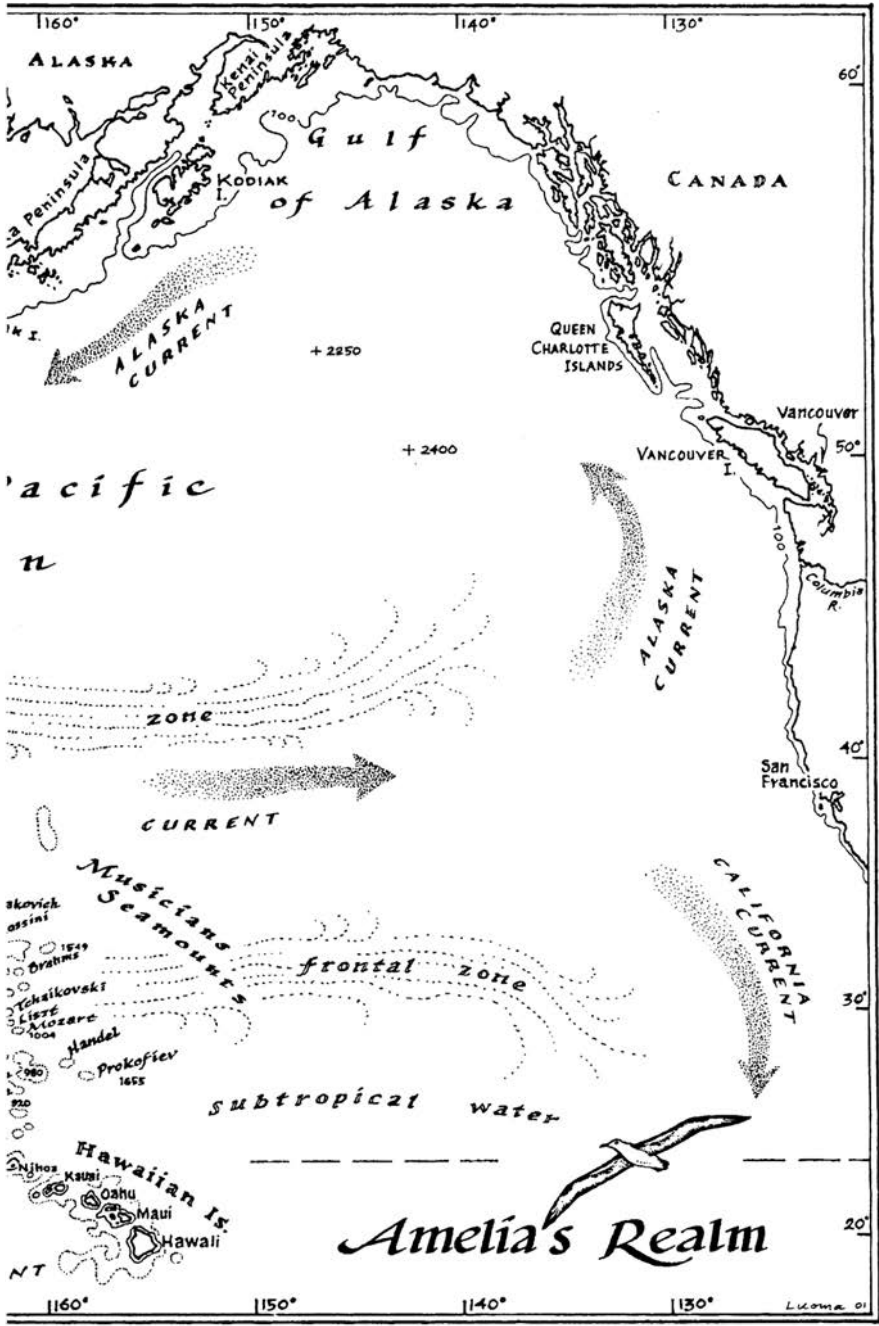 160° 150° 140° 130°
ALASKA
Kenai
Peninsula
60°
100
Gulf
of Alaska
CANADA
KODIAK
I.
a Peninsula
K I.
ALASKA
CURRENT
+2250
QUEEN
CHARLOTTE
ISLANDS
Vancouver
50°
VANCOUVER
I.
+2400
acific
n
100
Columbia
R.
ALASKA
CURRENT
zone
40°
San
Francisco
CURRENT
Musicians
Seamounts
CALIFORNIA
CURRENT
akovich
ossini
1549
Brahms
frontal zone
Tchaikovski
Liszt
Mozart
1004
30°
Handel
980
Prokofiev
1655
920
subtropical water
Hawaiian Is.
Nihoa
Kauai
Oahu
Maui
Hawaii
20°
NT
Amelia's Realm
160° 150° 140° 130°
Luoma 01